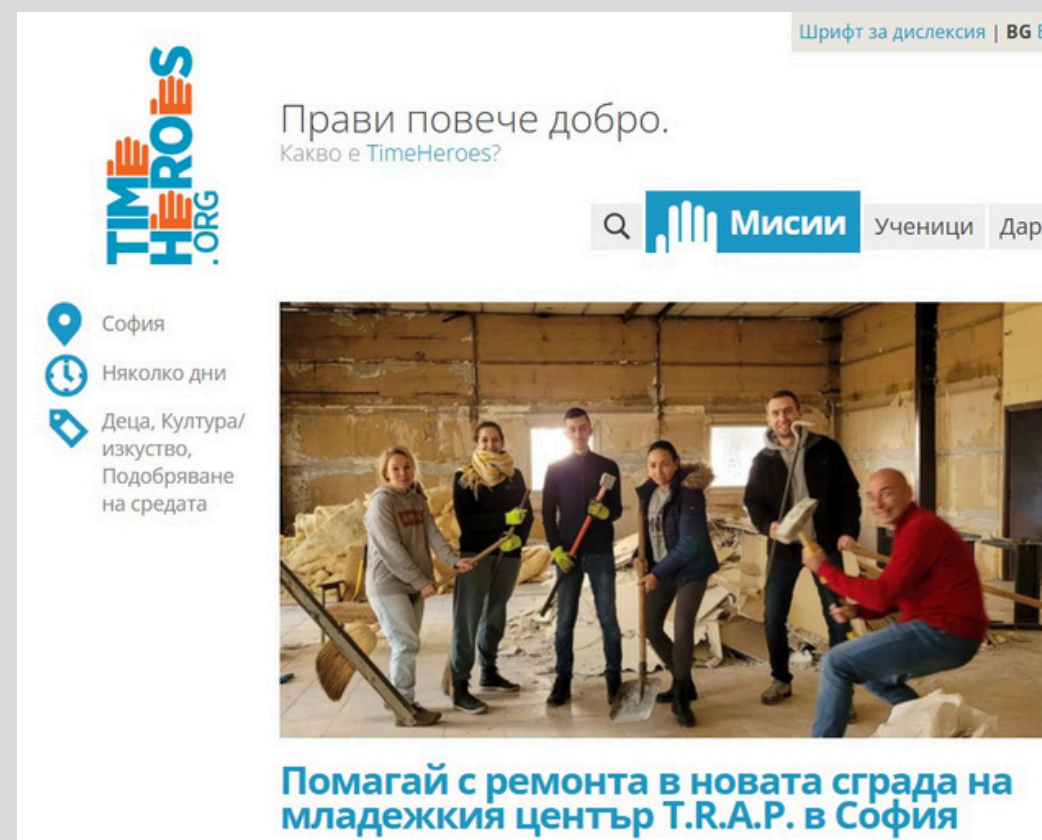 Шрифт за дислексия | BG
TIME
HEROES
.ORG
Прави повече добро.
Какво е TimeHeroes?
Мисии
Ученици
Дар
София
Няколко дни
Деца, Култура/
изкуство,
Подобряване
на средата
Помагай с ремонта в новата сграда на
младежкия център T.R.A.P. в София